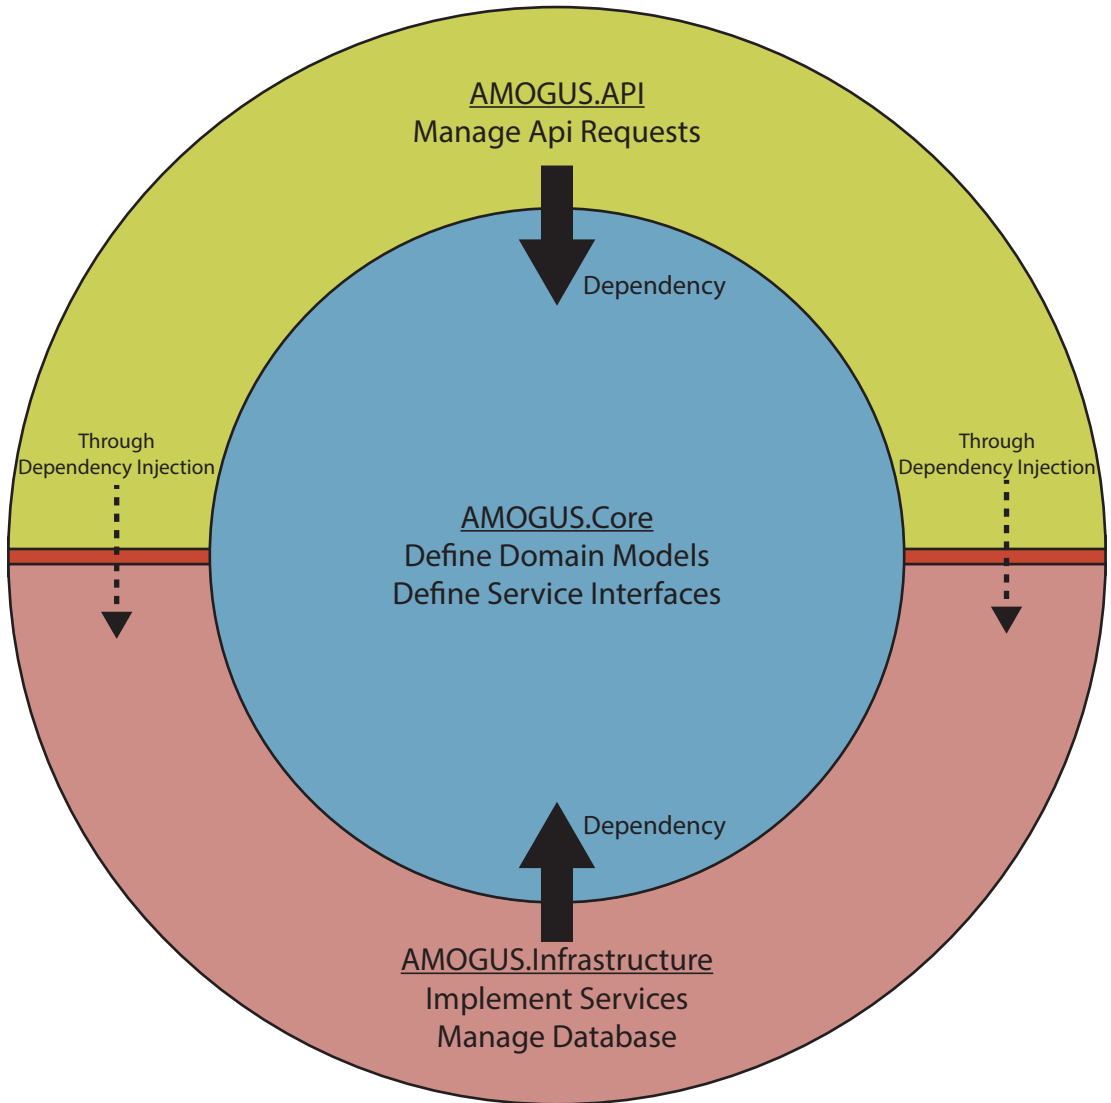 AMOGUS.API
Manage Api Requests
Dependency
Through
Dependency Injection
Through
Dependency Injection
AMOGUS.Core
Define Domain Models
Define Service Interfaces
Dependency
AMOGUS.Infrastructure
Implement Services
Manage Database